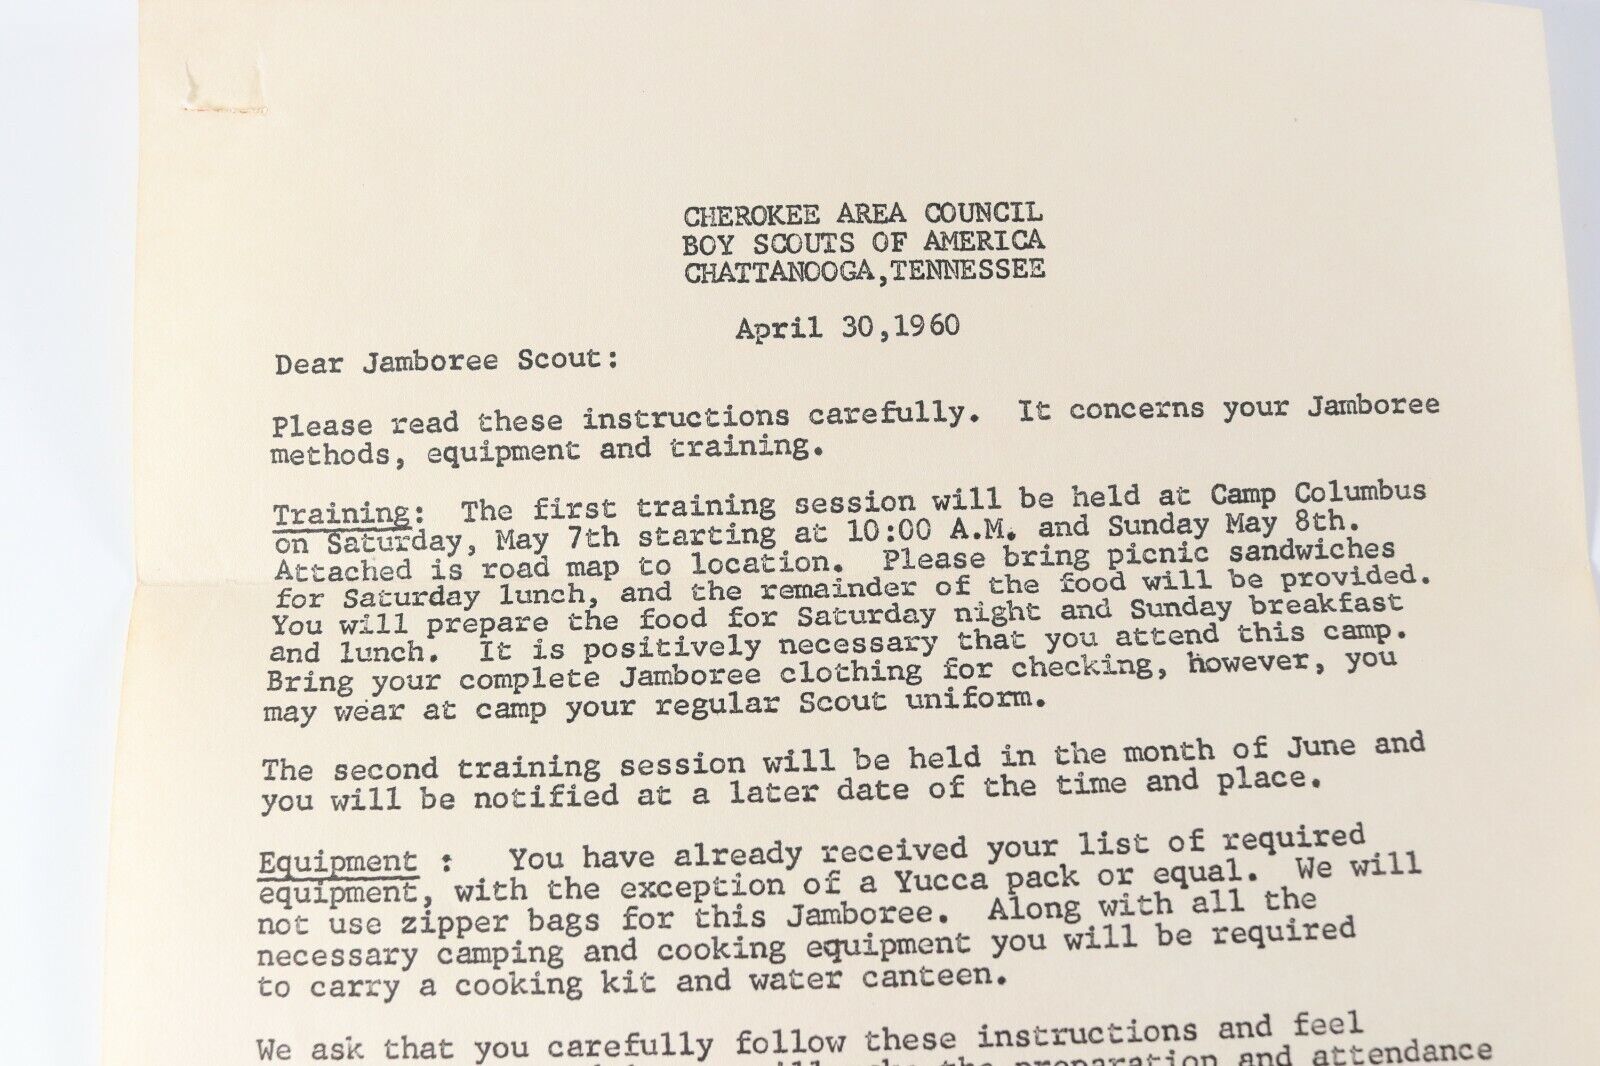 CHEROKEE AREA COUNCIL
BOY SCOUTS OF AMERICA
CHATTANOOGA,TENNESSEE
April 30,1960
Dear Jamboree Scout:
Please read these instructions carefully. It concerns your Jamboree
methods, equipment and training.
Training: The first training session will be held at Camp Columbus
on Saturday, May 7th starting at 10:00 A.M. and Sunday May 8th.
Attached is road map to location. Please bring picnic sandwiches
for Saturday lunch, and the remainder of the food will be provided.
You will prepare the food for Saturday night and Sunday breakfast
and lunch. It is positively necessary that you attend this camp.
Bring your complete Jamboree clothing for checking, however, you
may wear at camp your regular Scout uniform.
The second training session will be held in the month of June and
you will be notified at a later date of the time and place.
Equipment : You have already received your list of required
equipment, with the exception of a Yucca pack or equal. We will
not use zipper bags for this Jamboree. Along with all the
necessary camping and cooking equipment you will be required
to carry a cooking kit and water canteen.
We ask that you carefully follow these instructions and feel
the preparation and attendance